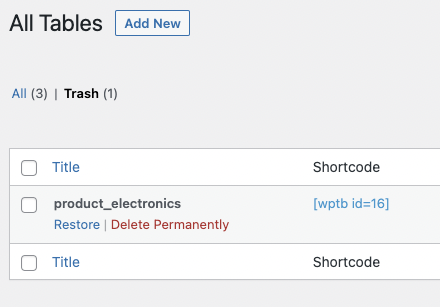 All Tables Add New
All (3) | Trash (1)
Title Shortcode
product_electronics [wptb id=16]
Restore | Delete Permanently
Title Shortcode